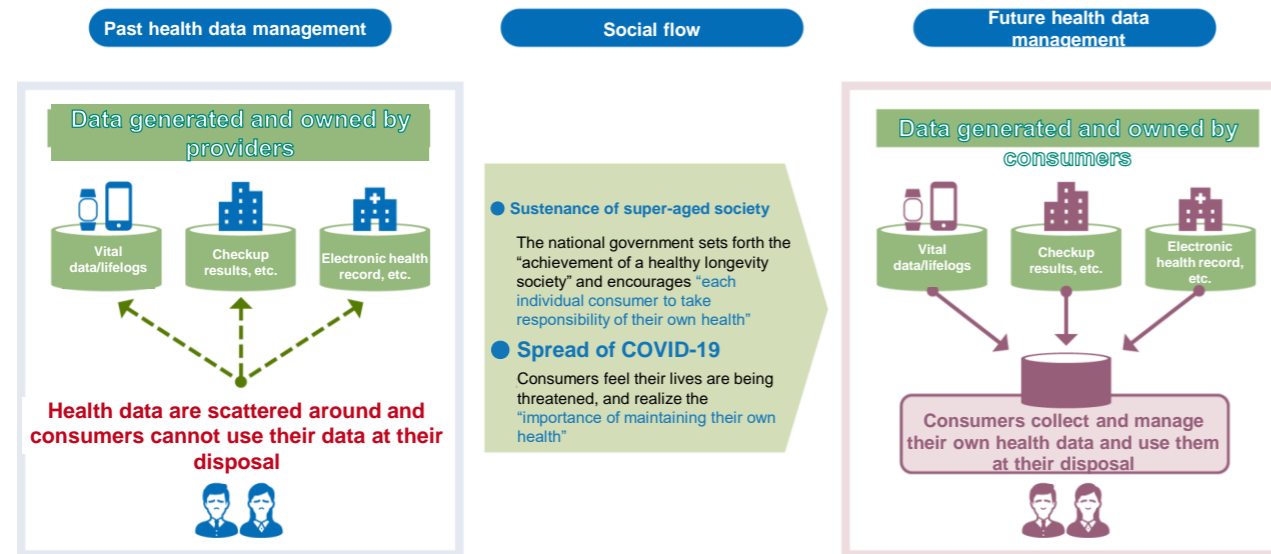 Past health data management
Social flow
Future health data
management
Data generated and owned by
providers
Vital
data/lifelogs
Checkup
results, etc.
Electronic health
record, etc.
Health data are scattered around and
consumers cannot use their data at their
disposal
Sustenance of super-aged society
The national government sets forth the
“achievement of a healthy longevity
society” and encourages “each
individual consumer to take
responsibility of their own health”
Spread of COVID-19
Consumers feel their lives are being
threatened, and realize the
“importance of maintaining their own
health”
Data generated and owned by
consumers
Vital
data/lifelogs
Checkup
results, etc.
Electronic
health record,
etc.
Consumers collect and manage
their own health data and use them
at their disposal